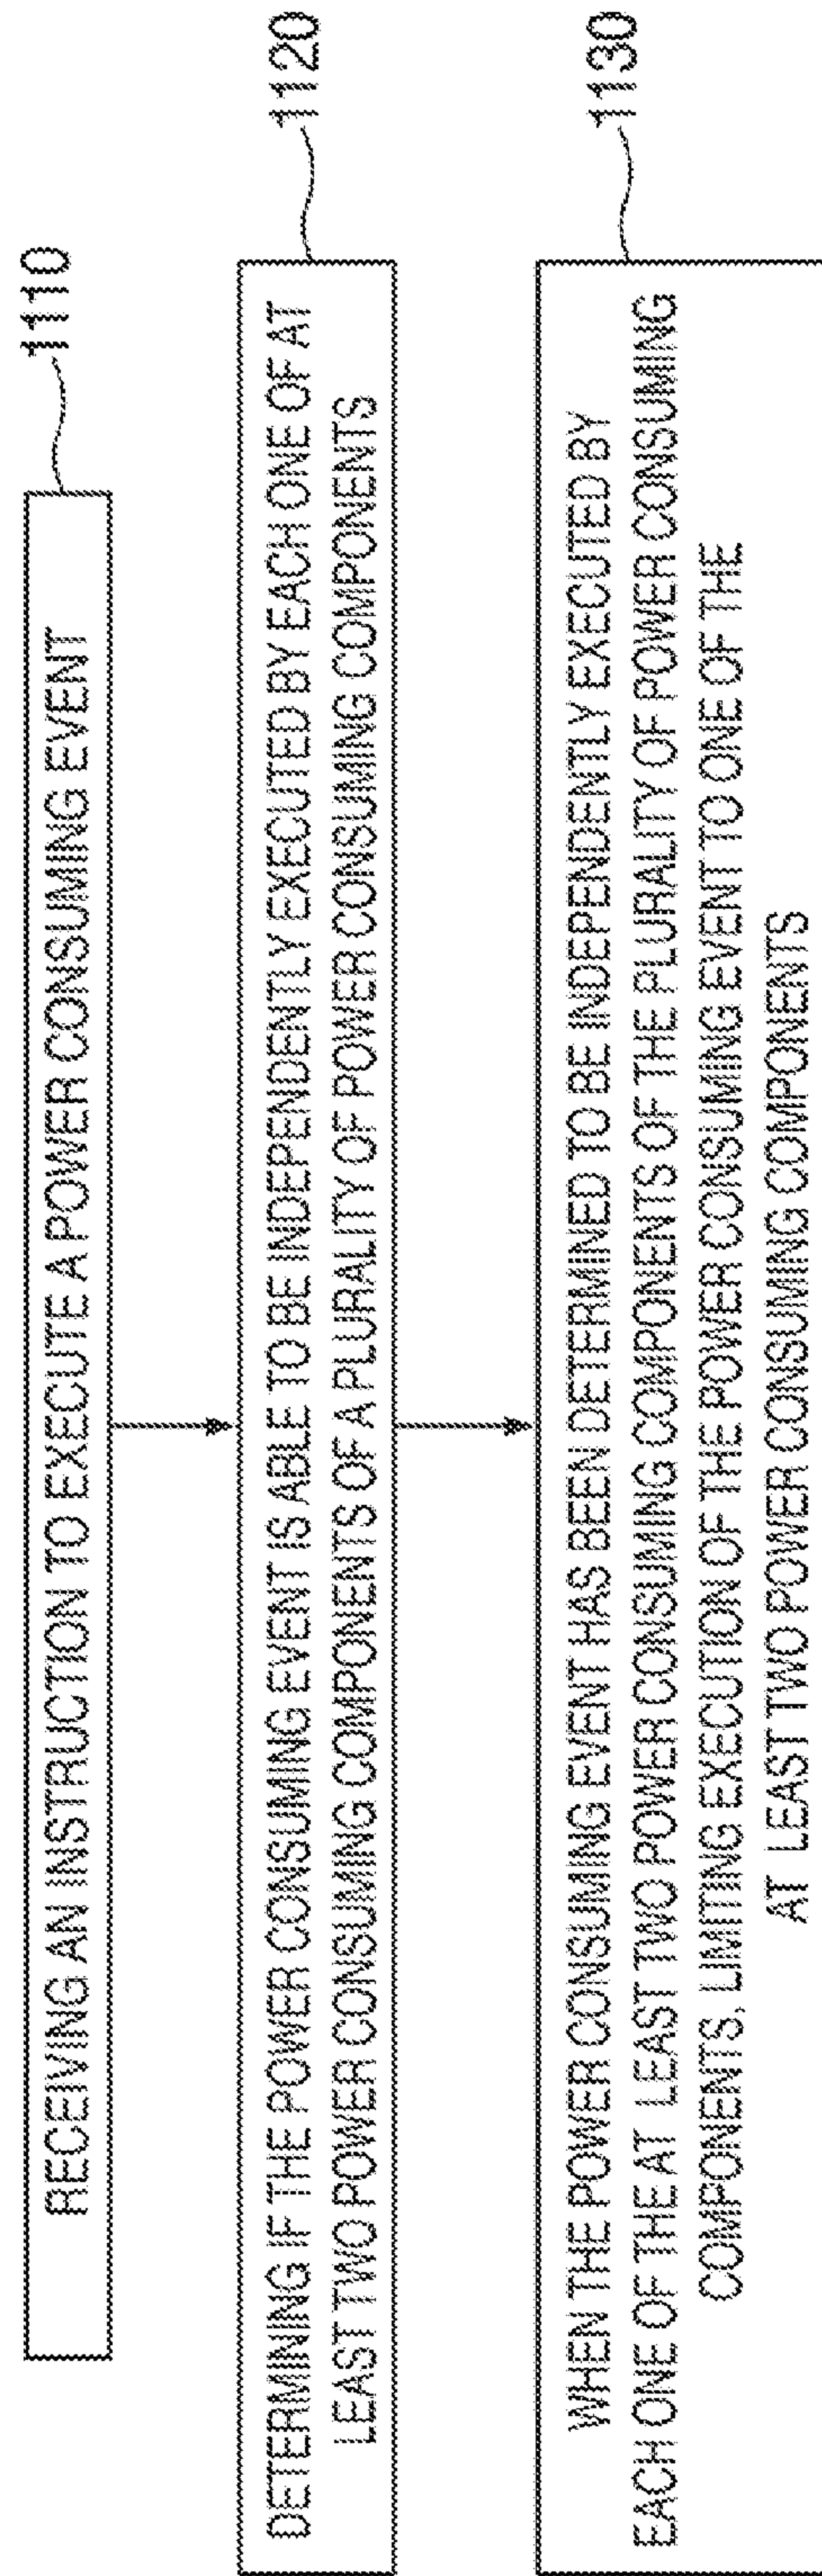 1110
RECEIVING AN INSTRUCTION TO EXECUTE A POWER CONSUMING EVENT
1120
DETERMINING IF THE POWER CONSUMING EVENT IS ABLE TO BE INDEPENDENTLY EXECUTED BY EACH ONE OF AT
LEAST TWO POWER CONSUMING COMPONENTS OF A PLURALITY OF POWER CONSUMING COMPONENTS
1130
WHEN THE POWER CONSUMING EVENT HAS BEEN DETERMINED TO BE INDEPENDENTLY EXECUTED BY
EACH ONE OF THE AT LEAST TWO POWER CONSUMING COMPONENTS OF THE PLURALITY OF POWER CONSUMING
COMPONENTS, LIMITING EXECUTION OF THE POWER CONSUMING EVENT TO ONE OF THE
AT LEAST TWO POWER CONSUMING COMPONENTS